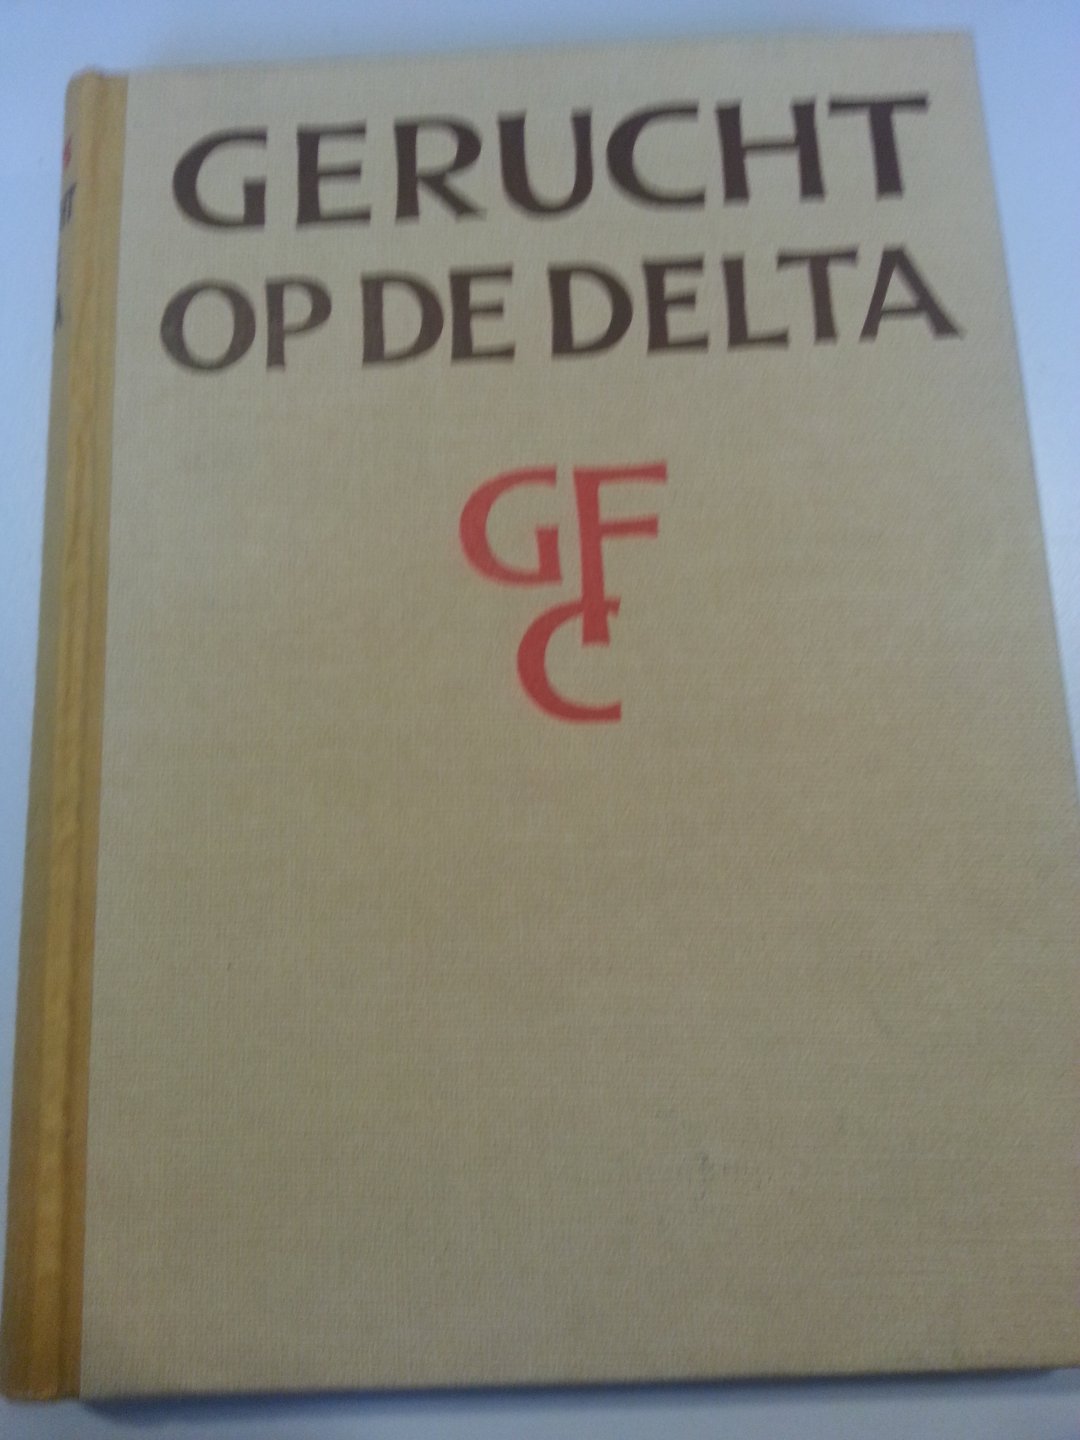 GERUCHT
OP DE DELTA
GF
C